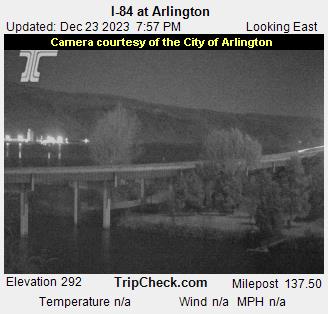 I-84 at Arlington
Updated: Dec 23 2023 7:57 PM Looking East
Camera courtesy of the City of Arlington
Elevation 292 TripCheck.com Milepost 137.50
Temperature n/a Wind n/a MPH n/a